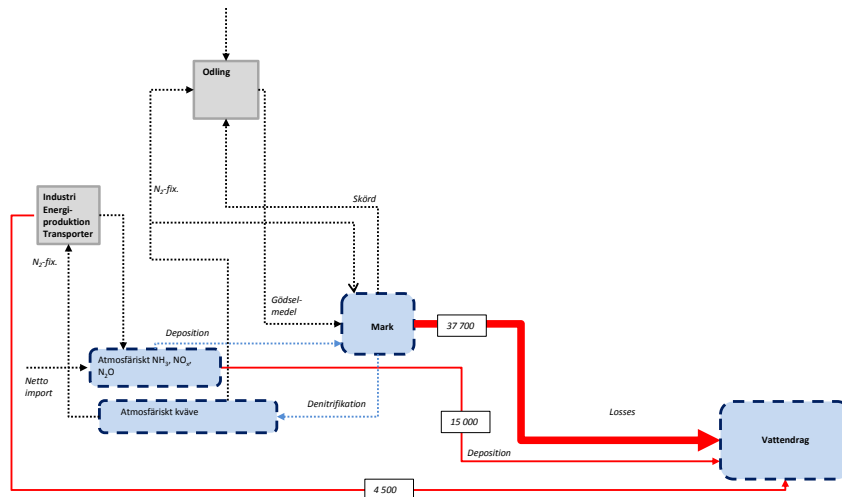 Odling
N₂-fix.
Skörd
Industri
Energi-
produktion
Transporter
N₂-fix.
Gödsel-
medel
Mark
37 700
Deposition
Atmosfäriskt NH₃, NOₓ,
N₂O
Netto
import
Atmosfäriskt kväve
Denitrifikation
15 000
Losses
Vattendrag
Deposition
4 500